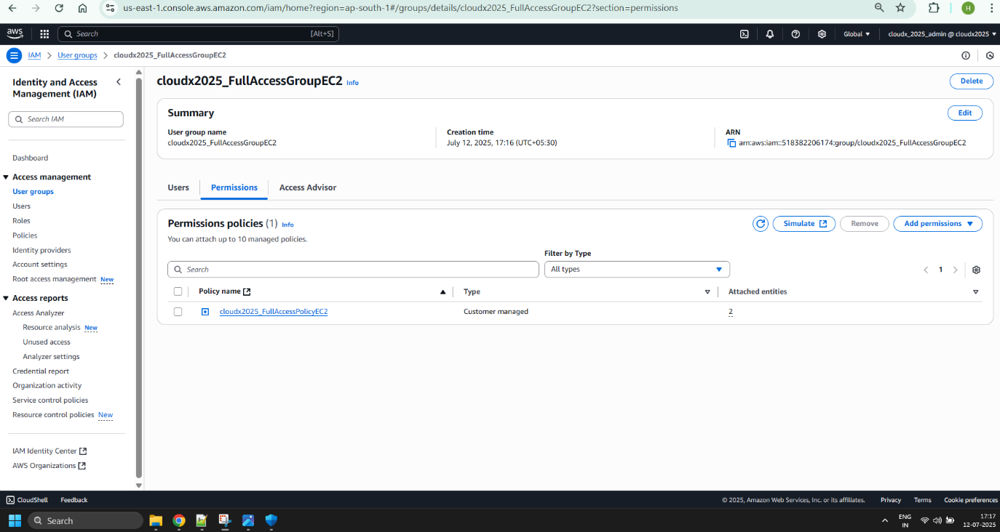 us-east-1.console.aws.amazon.com/iam/home?region=ap-south-1#/groups/details/cloudx2025_FullAccessGroupEC2?section=permissions
H
aws
Search
[Alt+S]
Global
cloudx_2025_admin @ cloudx2025
IAM
User groups
cloudx2025_FullAccessGroupEC2
Identity and Access
Management (IAM)
Search IAM
Dashboard
Access management
User groups
Users
Roles
Policies
Identity providers
Account settings
Root access management New
Access reports
Access Analyzer
Resource analysis New
Unused access
Analyzer settings
Credential report
Organization activity
Service control policies
Resource control policies New
IAM Identity Center
AWS Organizations
cloudx2025_FullAccessGroupEC2 Info
Delete
Summary
Edit
User group name
cloudx2025_FullAccessGroupEC2
Creation time
July 12, 2025, 17:16 (UTC+05:30)
ARN
arn:aws:iam::518382206174:group/cloudx2025_FullAccessGroupEC2
Users
Permissions
Access Advisor
Permissions policies (1) Info
You can attach up to 10 managed policies.
Simulate
Remove
Add permissions
Filter by Type
Search
All types
1
Policy name
Type
Attached entities
cloudx2025_FullAccessPolicyEC2
Customer managed
2
CloudShell
Feedback
© 2025, Amazon Web Services, Inc. or its affiliates.
Privacy
Terms
Cookie preferences
Search
ENG
IN
17:17
12-07-2025